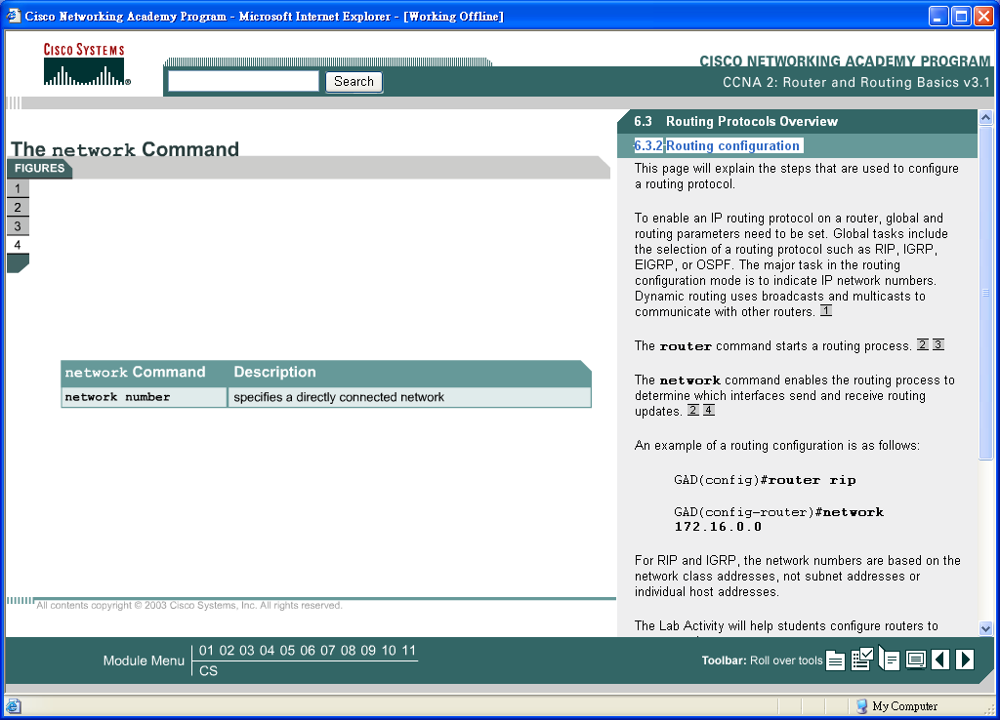 Cisco Networking Academy Program - Microsoft Internet Explorer - [Working Offline]
CISCO SYSTEMS
®
Search
CISCO NETWORKING ACADEMY PROGRAM
CCNA 2: Router and Routing Basics v3.1
The network Command
FIGURES
1
2
3
4
network Command Description
network number specifies a directly connected network
All contents copyright © 2003 Cisco Systems, Inc. All rights reserved.
6.3 Routing Protocols Overview
6.3.2 Routing configuration
This page will explain the steps that are used to configure
a routing protocol.
To enable an IP routing protocol on a router, global and
routing parameters need to be set. Global tasks include
the selection of a routing protocol such as RIP, IGRP,
EIGRP, or OSPF. The major task in the routing
configuration mode is to indicate IP network numbers.
Dynamic routing uses broadcasts and multicasts to
communicate with other routers. 1
The router command starts a routing process. 2 3
The network command enables the routing process to
determine which interfaces send and receive routing
updates. 2 4
An example of a routing configuration is as follows:
GAD(config)#router rip
GAD(config-router)#network
172.16.0.0
For RIP and IGRP, the network numbers are based on the
network class addresses, not subnet addresses or
individual host addresses.
The Lab Activity will help students configure routers to
Module Menu
01 02 03 04 05 06 07 08 09 10 11
CS
Toolbar: Roll over tools
My Computer